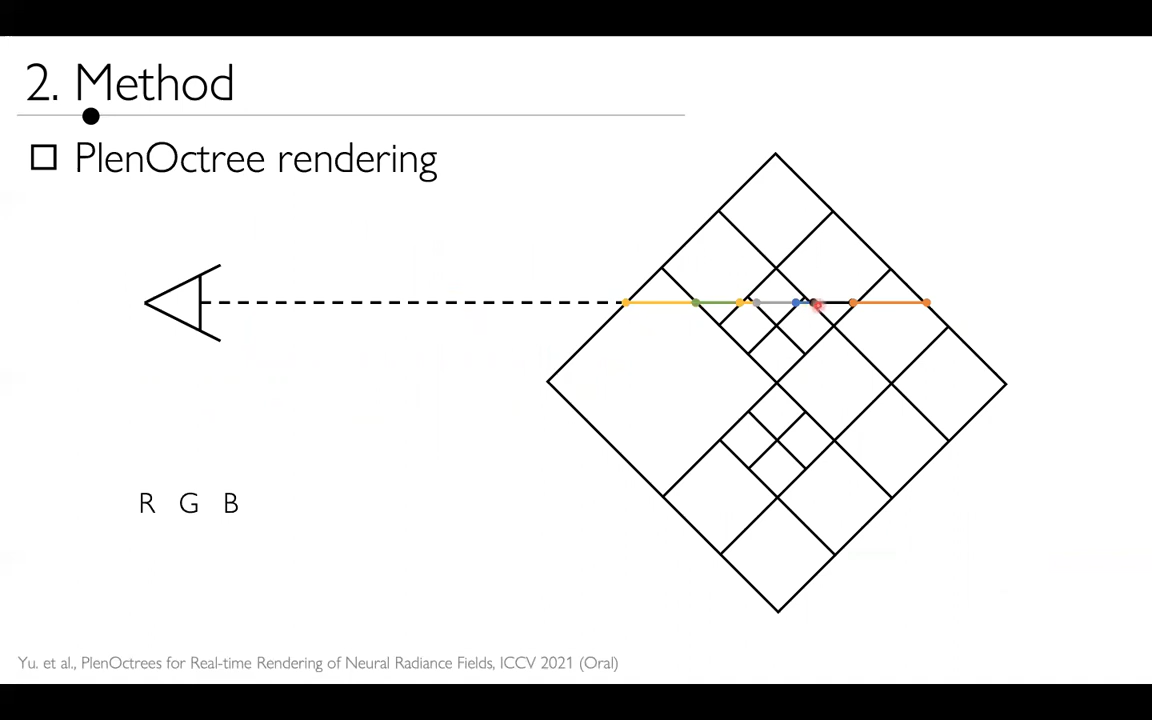 2. Method
PlenOctree rendering
R G B
Yu. et al., PlenOctrees for Real-time Rendering of Neural Radiance Fields, ICCV 2021 (Oral)